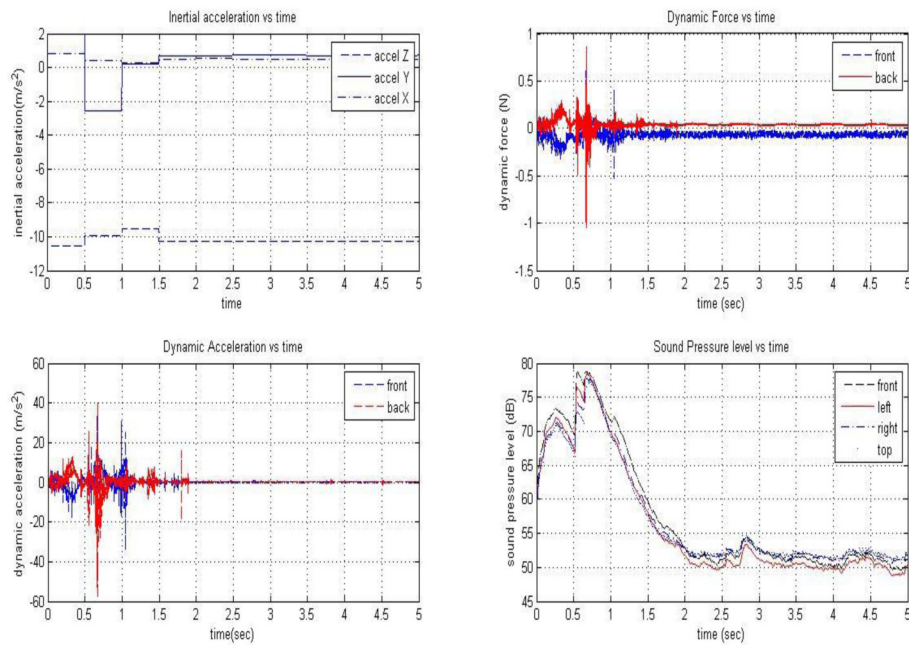 Inertial acceleration vs time
inertial acceleration(m/s²)
2
0
-2
-4
-6
-8
-10
-12
accel Z
accel Y
accel X
0 0.5 1 1.5 2 2.5 3 3.5 4 4.5 5
time
Dynamic Force vs time
dynamic force (N)
1
0.5
0
-0.5
-1
-1.5
front
back
0 0.5 1 1.5 2 2.5 3 3.5 4 4.5 5
time (sec)
Dynamic Acceleration vs time
dynamic acceleration (m/s²)
60
40
20
0
-20
-40
-60
front
back
0 0.5 1 1.5 2 2.5 3 3.5 4 4.5 5
time(sec)
Sound Pressure level vs time
sound pressure level (dB)
80
75
70
65
60
55
50
45
front
left
right
top
0 0.5 1 1.5 2 2.5 3 3.5 4 4.5 5
time (sec)